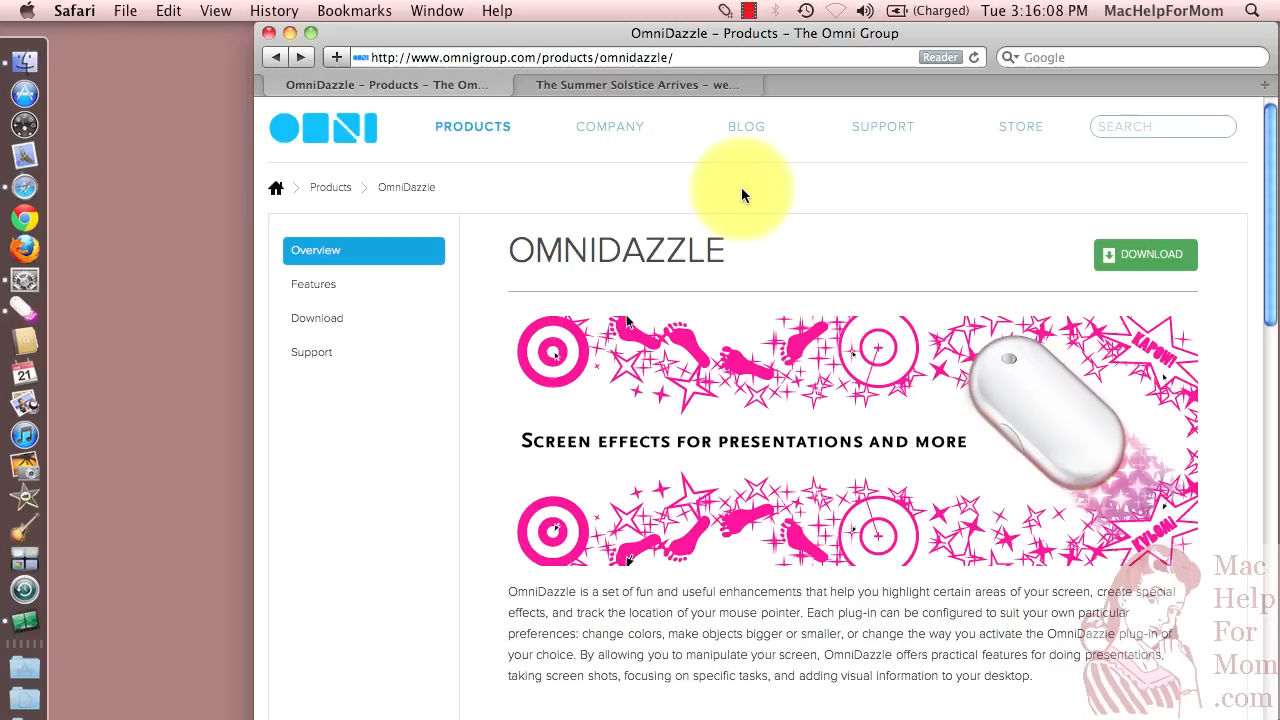 Safari File Edit View History Bookmarks Window Help (Charged) Tue 3:16:08 PM MacHelpForMom
OmniDazzle – Products – The Omni Group
http://www.omnigroup.com/products/omnidazzle/ Reader Google
OmniDazzle – Products – The Om... The Summer Solstice Arrives – we...
OMNI PRODUCTS COMPANY BLOG SUPPORT STORE SEARCH
Products OmniDazzle
Overview
Features
Download
Support
OMNIDAZZLE
DOWNLOAD
KAPOW!
SCREEN EFFECTS FOR PRESENTATIONS AND MORE
OmniDazzle is a set of fun and useful enhancements that help you highlight certain areas of your screen, create special
effects, and track the location of your mouse pointer. Each plug-in can be configured to suit your own particular
preferences: change colors, make objects bigger or smaller, or change the way you activate the OmniDazzle plug-in of
your choice. By allowing you to manipulate your screen, OmniDazzle offers practical features for doing presentations,
taking screen shots, focusing on specific tasks, and adding visual information to your desktop.
21
Mac
Help
For
Mom
.com